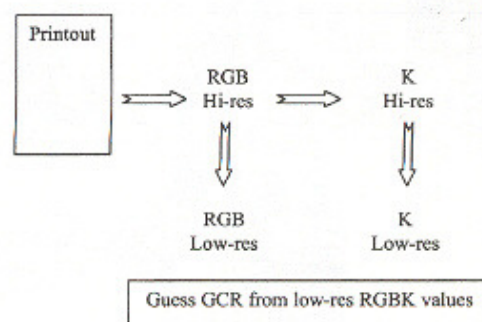 Printout
RGB
Hi-res
K
Hi-res
RGB
Low-res
K
Low-res
Guess GCR from low-res RGBK values